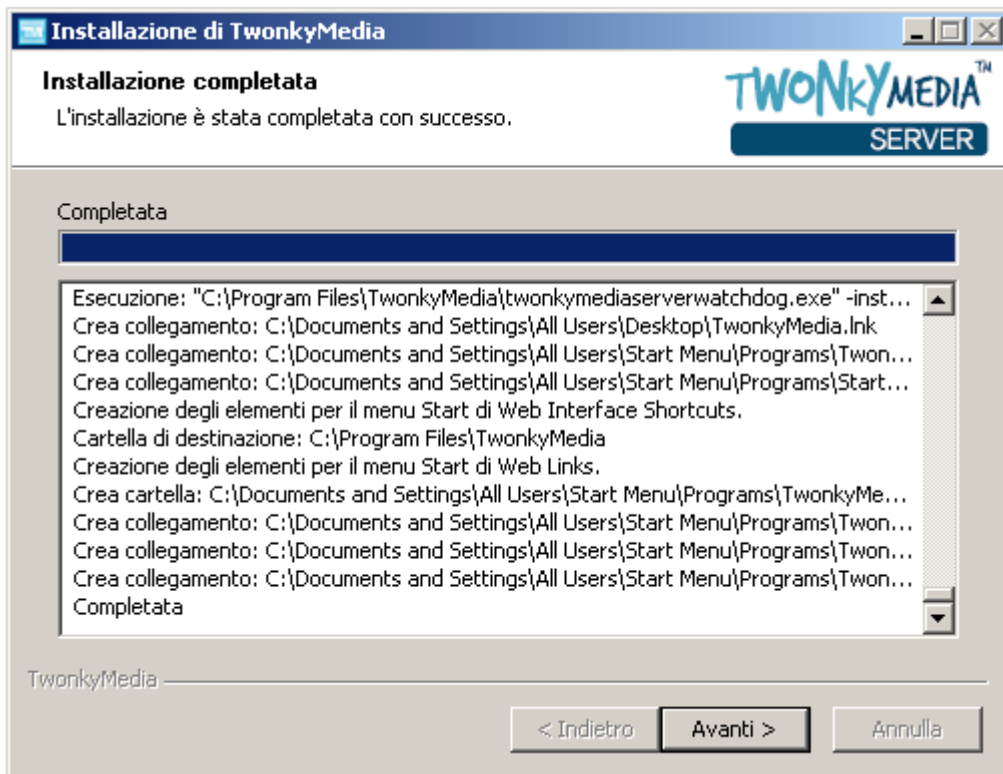 Installazione di TwonkyMedia
Installazione completata
L'installazione è stata completata con successo.
TWONKYMEDIA™
SERVER
Completata
Esecuzione: "C:\Program Files\TwonkyMedia\twonkymediaserverwatchdog.exe" -inst...
Crea collegamento: C:\Documents and Settings\All Users\Desktop\TwonkyMedia.lnk
Crea collegamento: C:\Documents and Settings\All Users\Start Menu\Programs\Twon...
Crea collegamento: C:\Documents and Settings\All Users\Start Menu\Programs\Start...
Creazione degli elementi per il menu Start di Web Interface Shortcuts.
Cartella di destinazione: C:\Program Files\TwonkyMedia
Creazione degli elementi per il menu Start di Web Links.
Crea cartella: C:\Documents and Settings\All Users\Start Menu\Programs\TwonkyMe...
Crea collegamento: C:\Documents and Settings\All Users\Start Menu\Programs\Twon...
Crea collegamento: C:\Documents and Settings\All Users\Start Menu\Programs\Twon...
Crea collegamento: C:\Documents and Settings\All Users\Start Menu\Programs\Twon...
Completata
TwonkyMedia
< Indietro
Avanti >
Annulla